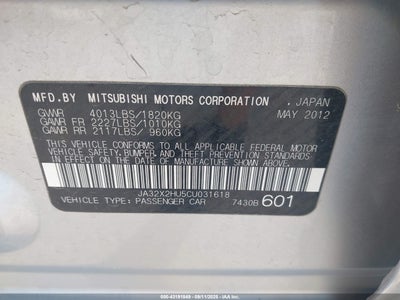 MFD.BY MITSUBISHI MOTORS CORPORATION . JAPAN
GVWR 4013LBS/1820KG MAY 2012
GAWR FR 2227LBS/1010KG
GAWR RR 2117LBS/ 960KG
THIS VEHICLE CONFORMS TO ALL APPLICABLE FEDERAL MOTOR
VEHICLE SAFETY,BUMPER, AND THEFT PREVENTION STANDARDS
IN EFFECT ON THE DATE OF MANUFACTURE SHOWN ABOVE.
JA32X2HU5CU031618
VEHICLE TYPE: PASSENGER CAR 7430B 601